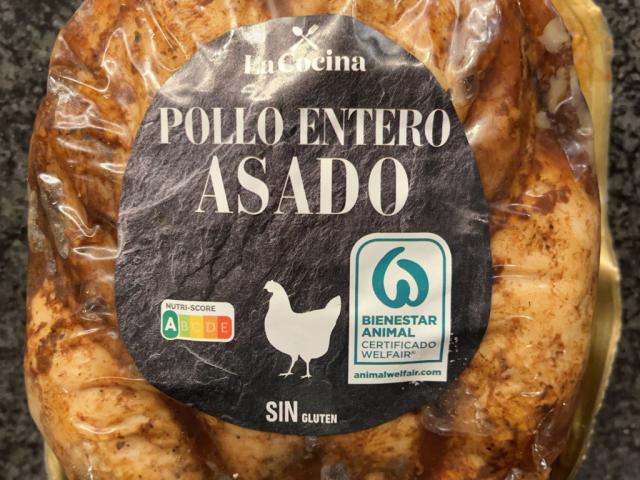 La Cocina
POLLO ENTERO
ASADO
NUTRI-SCORE
A B C D E
BIENESTAR
ANIMAL
CERTIFICADO
WELFAIR®
animalwelfair.com
SIN GLUTEN